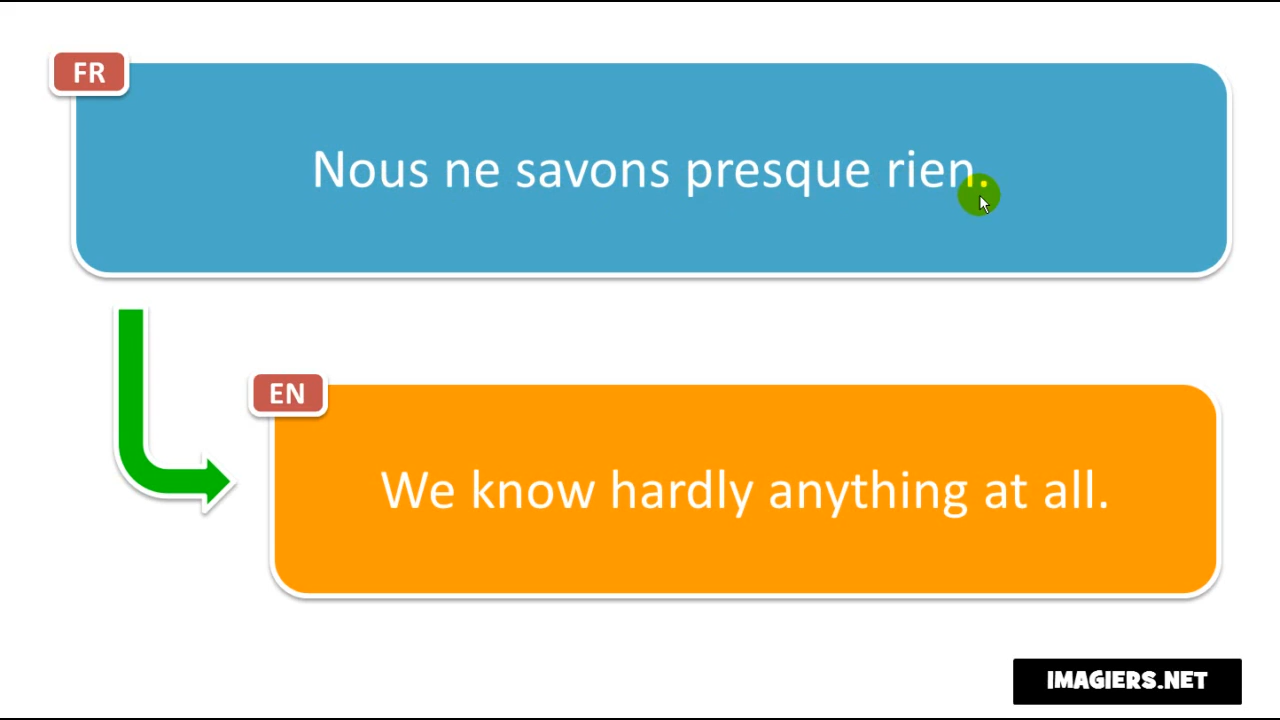 FR
Nous ne savons presque rien.
EN
We know hardly anything at all.
IMAGIERS.NET